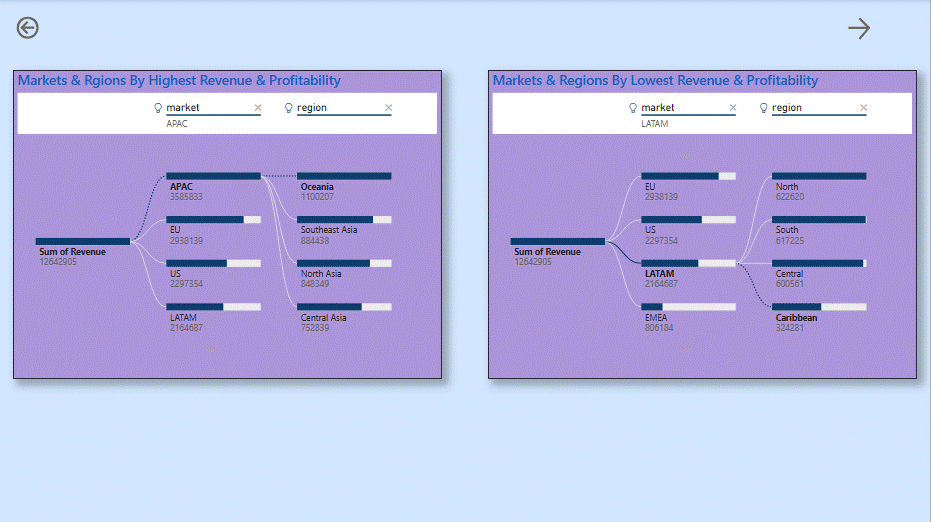 Markets & Rgions By Highest Revenue & Profitability
market
region
APAC
APAC
3585833
EU
2938139
US
2297354
LATAM
2164687
Sum of Revenue
12642905
Oceania
1100207
Southeast Asia
884438
North Asia
848349
Central Asia
752839
Markets & Regions By Lowest Revenue & Profitability
market
region
LATAM
EU
2938139
US
2297354
LATAM
2164687
EMEA
806184
Sum of Revenue
12642905
North
622620
South
617225
Central
600561
Caribbean
324281